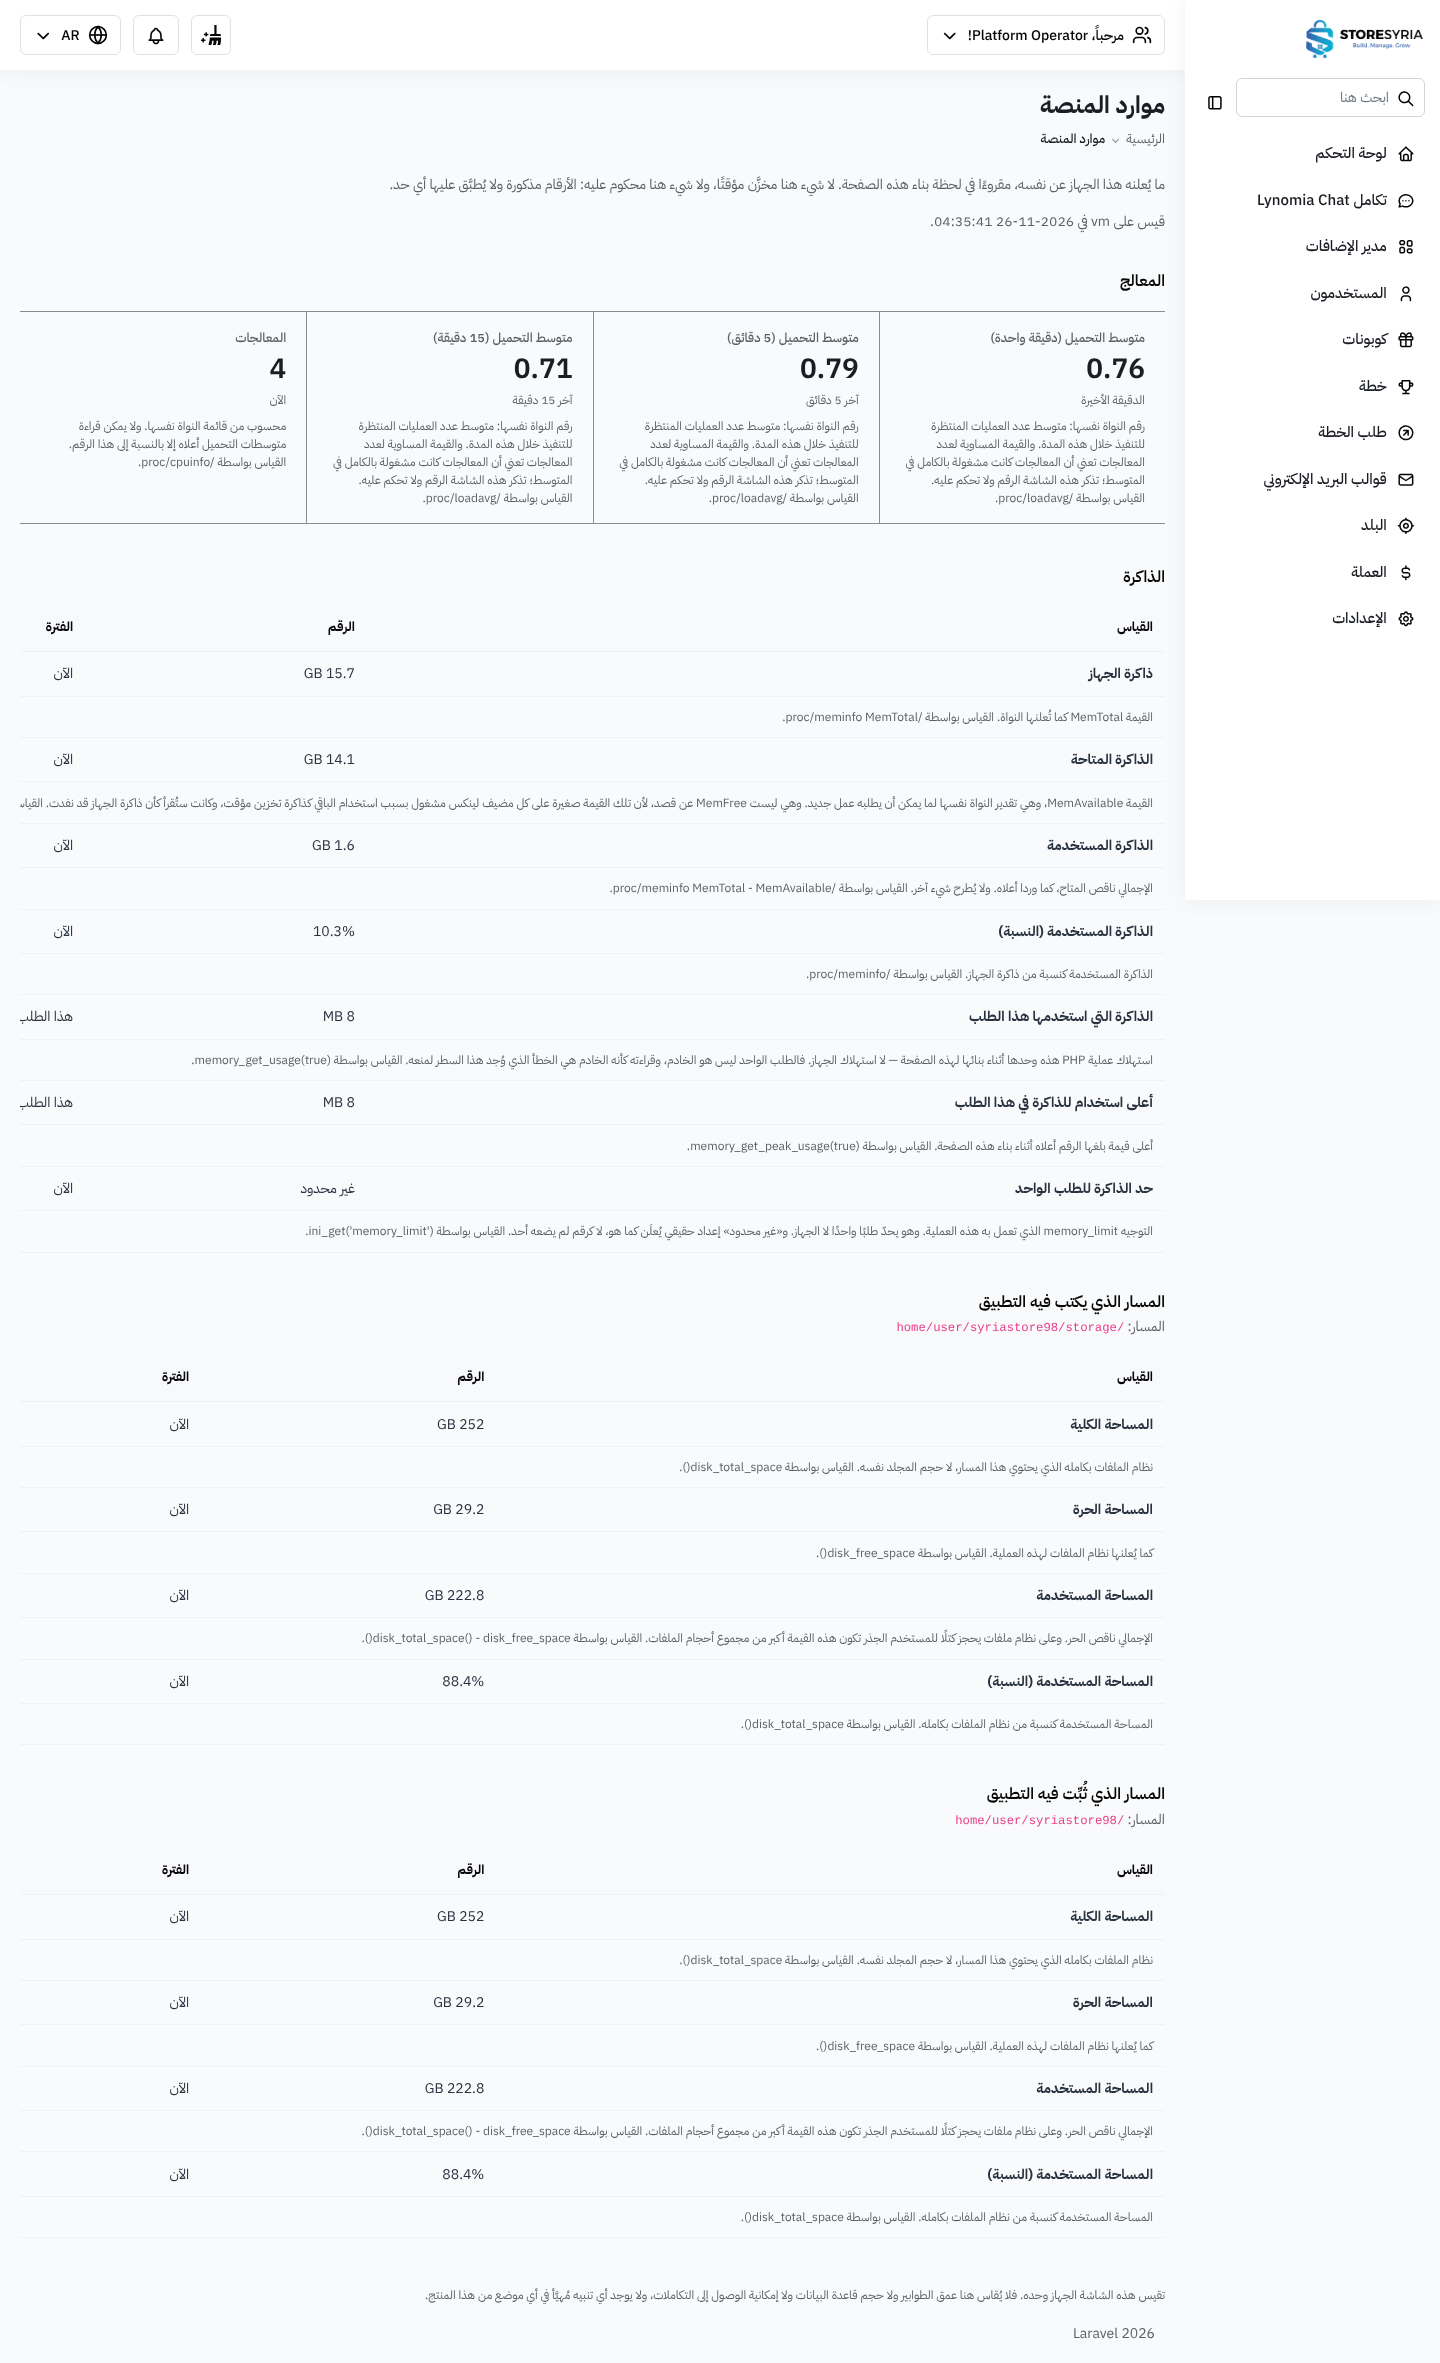 STORESYRIA
Build. Manage. Grow
ابحث هنا
لوحة التحكم
تكامل Lynomia Chat
مدير الإضافات
المستخدمون
كوبونات
خطة
طلب الخطة
قوالب البريد الإلكتروني
البلد
العملة
الإعدادات
مرحباً، Platform Operator!
AR
موارد المنصة
الرئيسية
موارد المنصة
ما يُعلنه هذا الجهاز عن نفسه، مقروءًا في لحظة بناء هذه الصفحة. لا شيء هنا مخزَّن مؤقتًا، ولا شيء هنا محكوم عليه: الأرقام مذكورة ولا يُطبَّق عليها أي حد.
قيس على vm في 2026-11-26 04:35:41.
المعالج
متوسط التحميل (دقيقة واحدة)
0.76
الدقيقة الأخيرة
رقم النواة نفسها: متوسط عدد العمليات المنتظرة
للتنفيذ خلال هذه المدة. والقيمة المساوية لعدد
المعالجات تعني أن المعالجات كانت مشغولة بالكامل في
المتوسط؛ تذكر هذه الشاشة الرقم ولا تحكم عليه.
القياس بواسطة /proc/loadavg.
متوسط التحميل (5 دقائق)
0.79
آخر 5 دقائق
رقم النواة نفسها: متوسط عدد العمليات المنتظرة
للتنفيذ خلال هذه المدة. والقيمة المساوية لعدد
المعالجات تعني أن المعالجات كانت مشغولة بالكامل في
المتوسط؛ تذكر هذه الشاشة الرقم ولا تحكم عليه.
القياس بواسطة /proc/loadavg.
متوسط التحميل (15 دقيقة)
0.71
آخر 15 دقيقة
رقم النواة نفسها: متوسط عدد العمليات المنتظرة
للتنفيذ خلال هذه المدة. والقيمة المساوية لعدد
المعالجات تعني أن المعالجات كانت مشغولة بالكامل في
المتوسط؛ تذكر هذه الشاشة الرقم ولا تحكم عليه.
القياس بواسطة /proc/loadavg.
المعالجات
4
الآن
محسوب من قائمة النواة نفسها. ولا يمكن قراءة
متوسطات التحميل أعلاه إلا بالنسبة إلى هذا الرقم.
القياس بواسطة /proc/cpuinfo.
الذاكرة
القياس الرقم الفترة
ذاكرة الجهاز 15.7 GB الآن
القيمة MemTotal كما تُعلنها النواة. القياس بواسطة /proc/meminfo MemTotal.
الذاكرة المتاحة 14.1 GB الآن
القيمة MemAvailable، وهي تقدير النواة نفسها لما يمكن أن يطلبه عمل جديد. وهي ليست MemFree عن قصد، لأن تلك القيمة صغيرة على كل مضيف لينكس مشغول بسبب استخدام الباقي كذاكرة تخزين مؤقت، وكانت ستُقرأ كأن ذاكرة الجهاز قد نفدت.
الذاكرة المستخدمة 1.6 GB الآن
الإجمالي ناقص المتاح، كما وردا أعلاه. ولا يُطرح شيء آخر. القياس بواسطة /proc/meminfo MemTotal - MemAvailable.
الذاكرة المستخدمة (النسبة) 10.3% الآن
الذاكرة المستخدمة كنسبة من ذاكرة الجهاز. القياس بواسطة /proc/meminfo.
الذاكرة التي استخدمها هذا الطلب 8 MB هذا الطلب
استهلاك عملية PHP هذه وحدها أثناء بنائها لهذه الصفحة — لا استهلاك الجهاز. فالطلب الواحد ليس هو الخادم، وقراءته كأنه الخادم هي الخطأ الذي وُجد هذا السطر لمنعه. القياس بواسطة memory_get_usage(true).
أعلى استخدام للذاكرة في هذا الطلب 8 MB هذا الطلب
أعلى قيمة بلغها الرقم أعلاه أثناء بناء هذه الصفحة. القياس بواسطة memory_get_peak_usage(true).
حد الذاكرة للطلب الواحد غير محدود الآن
التوجيه memory_limit الذي تعمل به هذه العملية. وهو يحدّ طلبًا واحدًا لا الجهاز. و«غير محدود» إعداد حقيقي يُعلَن كما هو، لا كرقم لم يضعه أحد. القياس بواسطة ini_get('memory_limit').
المسار الذي يكتب فيه التطبيق
المسار: /home/user/syriastore98/storage
القياس الرقم الفترة
المساحة الكلية 252 GB الآن
نظام الملفات بكامله الذي يحتوي هذا المسار، لا حجم المجلد نفسه. القياس بواسطة disk_total_space().
المساحة الحرة 29.2 GB الآن
كما يُعلنها نظام الملفات لهذه العملية. القياس بواسطة disk_free_space().
المساحة المستخدمة 222.8 GB الآن
الإجمالي ناقص الحر. وعلى نظام ملفات يحجز كتلًا للمستخدم الجذر تكون هذه القيمة أكبر من مجموع أحجام الملفات. القياس بواسطة disk_total_space() - disk_free_space().
المساحة المستخدمة (النسبة) 88.4% الآن
المساحة المستخدمة كنسبة من نظام الملفات بكامله. القياس بواسطة disk_total_space().
المسار الذي ثُبِّت فيه التطبيق
المسار: /home/user/syriastore98
القياس الرقم الفترة
المساحة الكلية 252 GB الآن
نظام الملفات بكامله الذي يحتوي هذا المسار، لا حجم المجلد نفسه. القياس بواسطة disk_total_space().
المساحة الحرة 29.2 GB الآن
كما يُعلنها نظام الملفات لهذه العملية. القياس بواسطة disk_free_space().
المساحة المستخدمة 222.8 GB الآن
الإجمالي ناقص الحر. وعلى نظام ملفات يحجز كتلًا للمستخدم الجذر تكون هذه القيمة أكبر من مجموع أحجام الملفات. القياس بواسطة disk_total_space() - disk_free_space().
المساحة المستخدمة (النسبة) 88.4% الآن
المساحة المستخدمة كنسبة من نظام الملفات بكامله. القياس بواسطة disk_total_space().
تقيس هذه الشاشة الجهاز وحده. فلا يُقاس هنا عمق الطوابير ولا حجم قاعدة البيانات ولا إمكانية الوصول إلى التكاملات، ولا يوجد أي تنبيه مُهيَّأ في أي موضع من هذا المنتج.
Laravel 2026